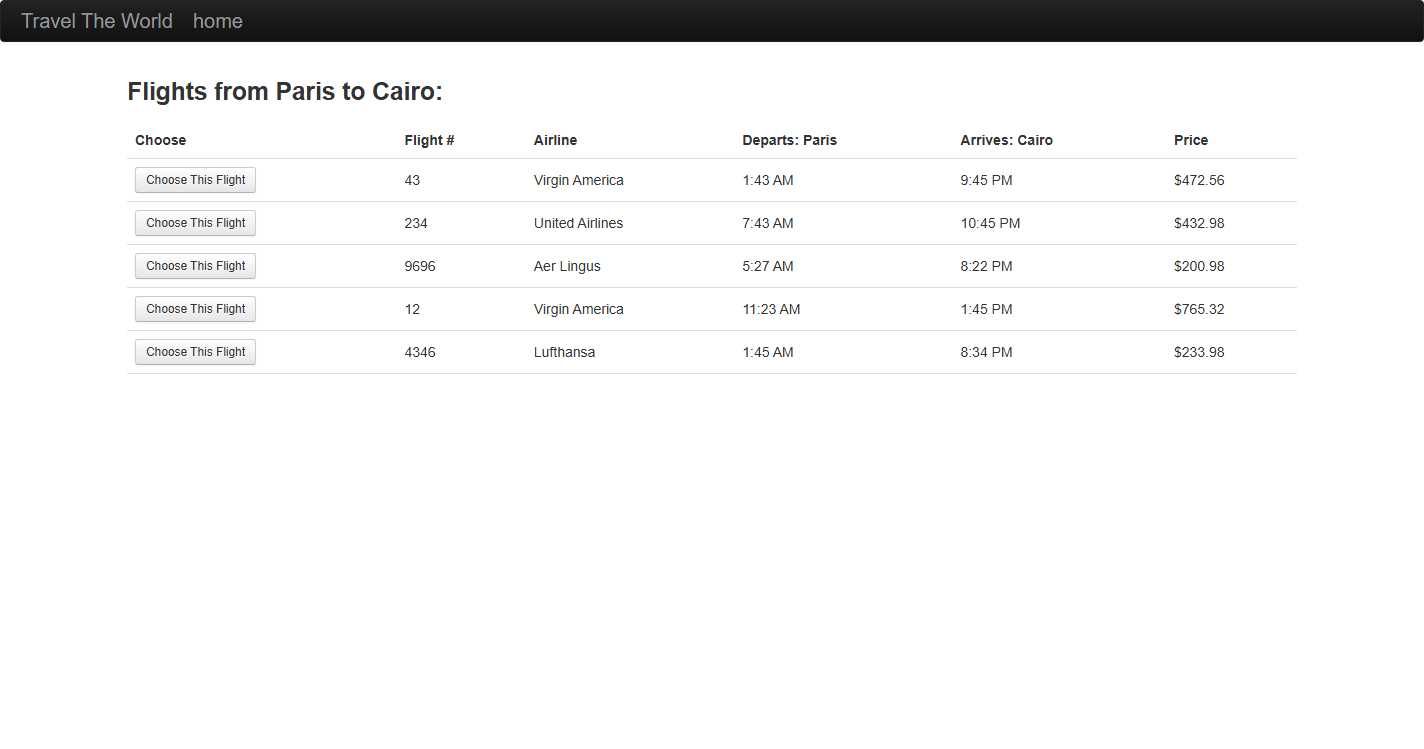 Travel The World home
Flights from Paris to Cairo:
Choose Flight # Airline Departs: Paris Arrives: Cairo Price
Choose This Flight 43 Virgin America 1:43 AM 9:45 PM $472.56
Choose This Flight 234 United Airlines 7:43 AM 10:45 PM $432.98
Choose This Flight 9696 Aer Lingus 5:27 AM 8:22 PM $200.98
Choose This Flight 12 Virgin America 11:23 AM 1:45 PM $765.32
Choose This Flight 4346 Lufthansa 1:45 AM 8:34 PM $233.98